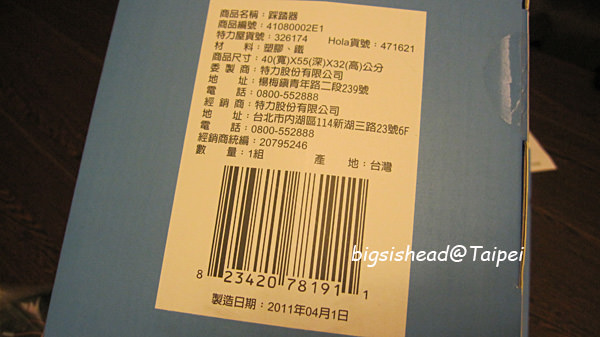 商品名稱：踩踏器
商品編號：41080002E1
特力屋貨號：326174 Hola貨號：471621
材 料：塑膠、鐵
商品尺寸：40(寬)X55(深)X32(高)公分
委 製 商：特力股份有限公司
地 址：楊梅鎮青年路二段239號
電 話：0800-552888
經 銷 商：特力股份有限公司
地 址：台北市內湖區114新湖三路23號6F
電 話：0800-552888
經銷商統編：20795246
數 量：1組 產 地：台灣
8 23420 78191 1
製造日期：2011年04月1日
bigsishead@Taipei